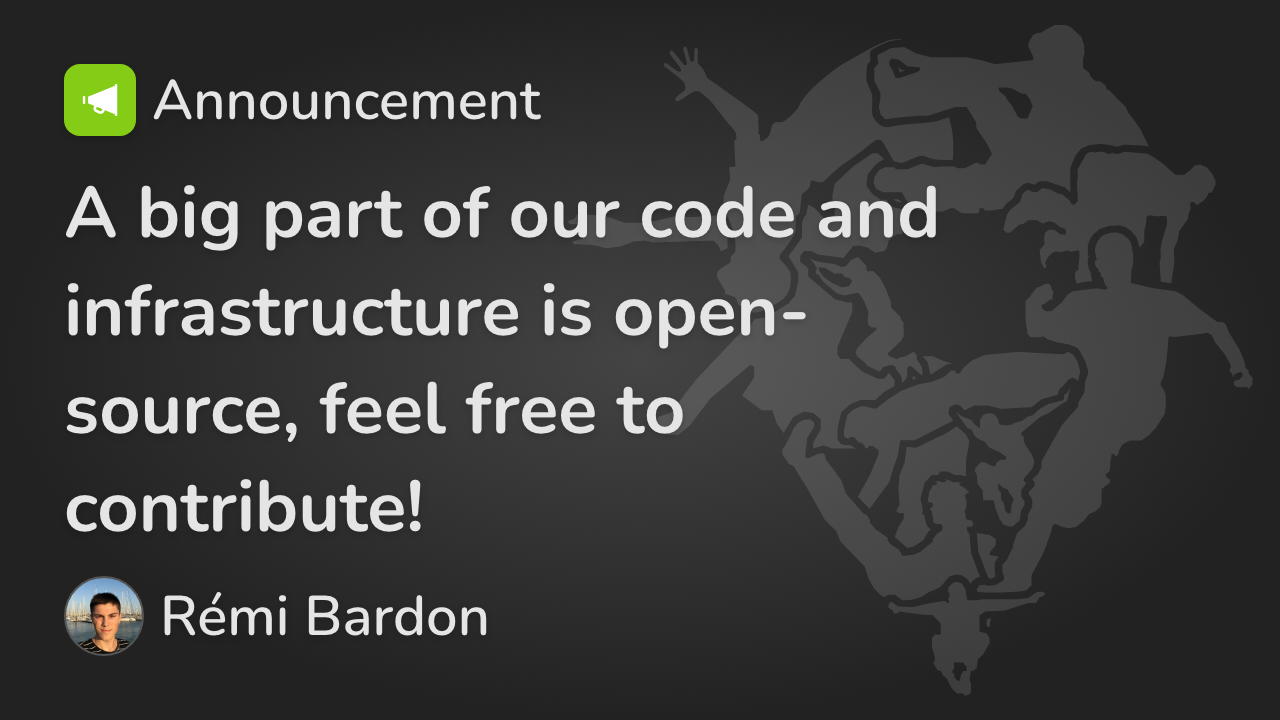 Announcement
A big part of our code and
infrastructure is open-
source, feel free to
contribute!
Rémi Bardon